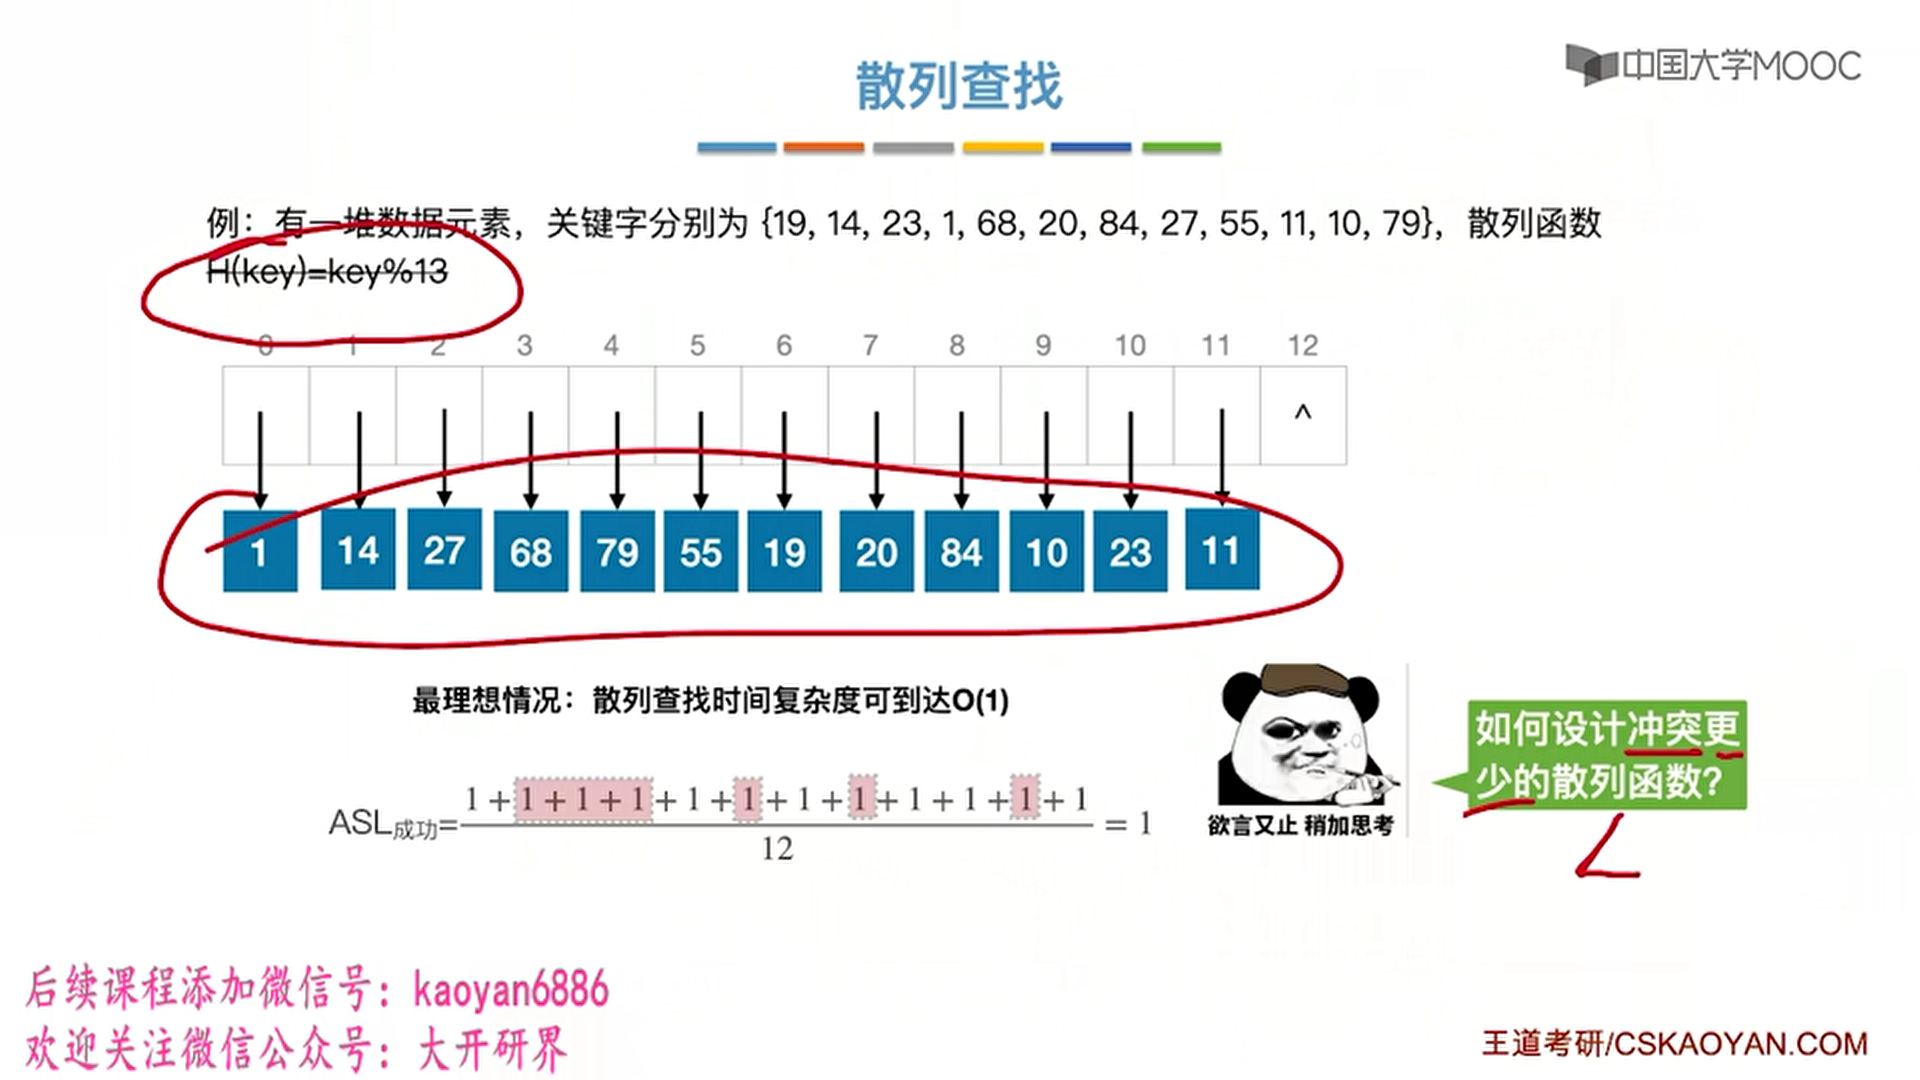 散列查找
中国大学MOOC
例：有一堆数据元素，关键字分别为 {19, 14, 23, 1, 68, 20, 84, 27, 55, 11, 10, 79}，散列函数
H(key)=key%13
0 1 2 3 4 5 6 7 8 9 10 11 12
^
1 14 27 68 79 55 19 20 84 10 23 11
最理想情况：散列查找时间复杂度可到达O(1)
如何设计冲突更
少的散列函数？
1 + 1 + 1 + 1 + 1 + 1 + 1 + 1 + 1 + 1 + 1 + 1
ASL成功= = 1
12
欲言又止 稍加思考
后续课程添加微信号：kaoyan6886
欢迎关注微信公众号：大开研界
王道考研/CSKAOYAN.COM